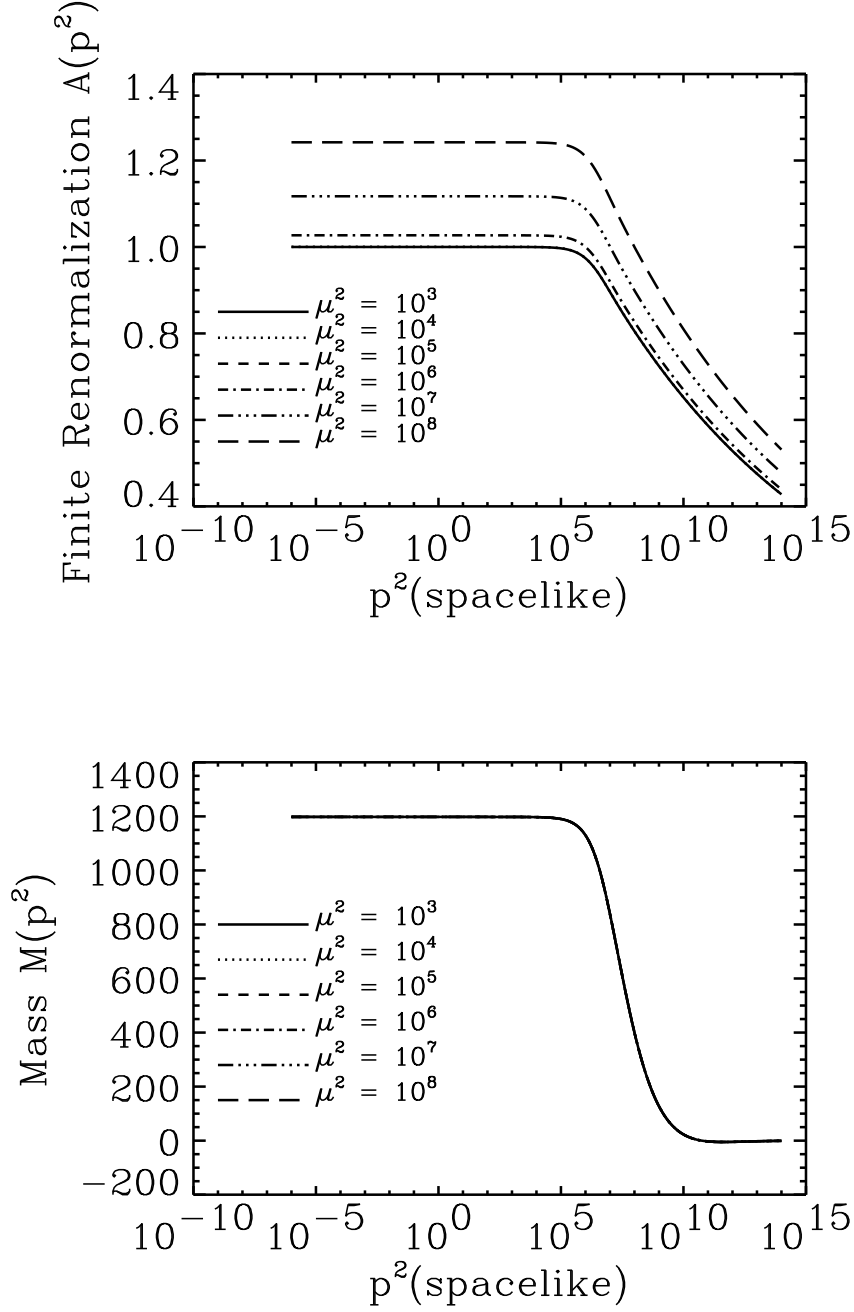 Finite Renormalization A(p²)
1.4
1.2
1.0
0.8
0.6
0.4
μ² = 10³
μ² = 10⁴
μ² = 10⁵
μ² = 10⁶
μ² = 10⁷
μ² = 10⁸
10⁻¹⁰ 10⁻⁵ 10⁰ 10⁵ 10¹⁰ 10¹⁵
p²(spacelike)
Mass M(p²)
1400
1200
1000
800
600
400
200
0
−200
μ² = 10³
μ² = 10⁴
μ² = 10⁵
μ² = 10⁶
μ² = 10⁷
μ² = 10⁸
10⁻¹⁰ 10⁻⁵ 10⁰ 10⁵ 10¹⁰ 10¹⁵
p²(spacelike)